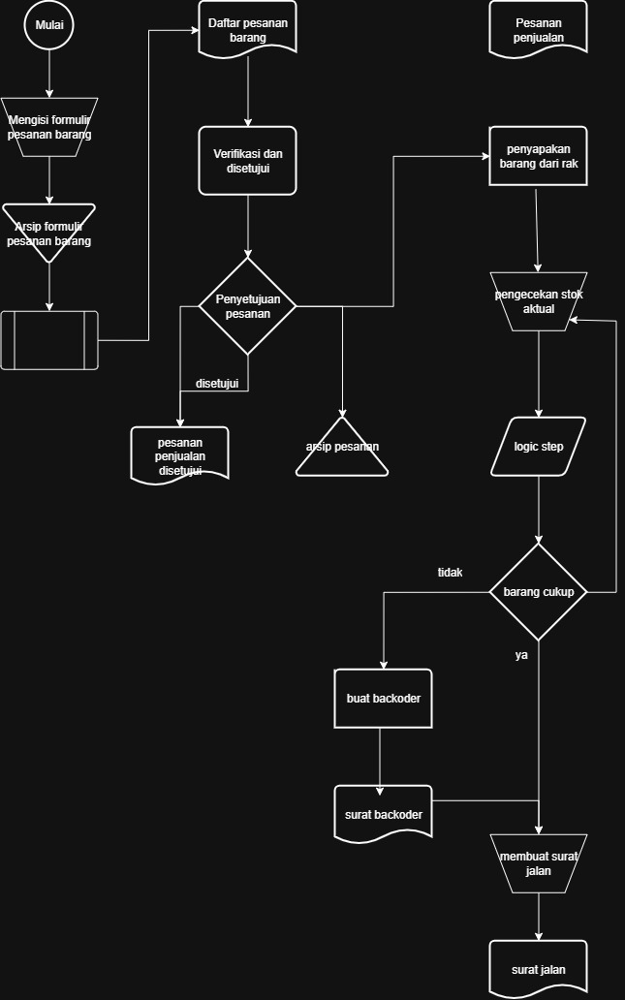 Mulai
Mengisi formulir
pesanan barang
Arsip formulir
pesanan barang
Daftar pesanan
barang
Verifikasi dan
disetujui
Penyetujuan
pesanan
disetujui
pesanan
penjualan
disetujui
arsip pesanan
Pesanan
penjualan
penyapakan
barang dari rak
pengecekan stok
aktual
logic step
barang cukup
tidak
ya
buat backoder
surat backoder
membuat surat
jalan
surat jalan